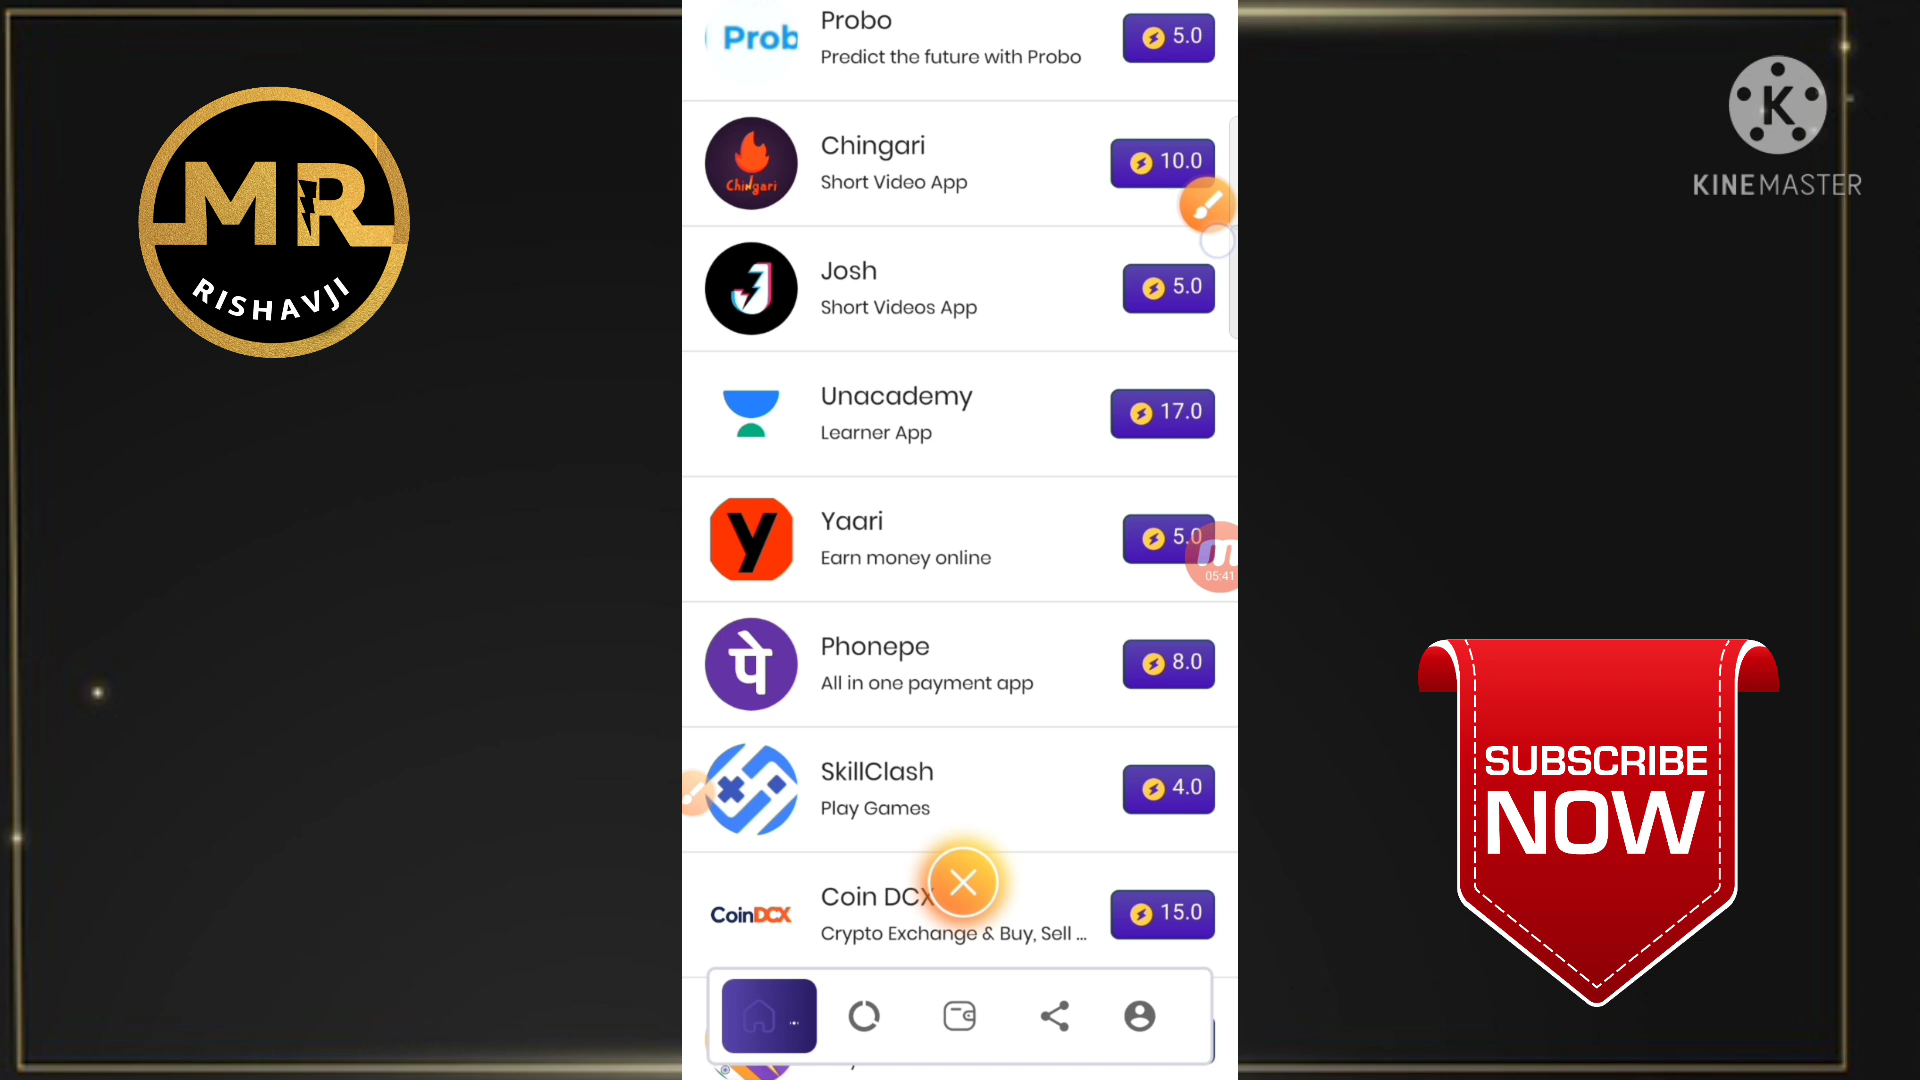 MR
RISHAVJI
Prob
Probo
Predict the future with Probo
5.0
Chingari
Chingari
Short Video App
10.0
J
Josh
Short Videos App
5.0
Unacademy
Learner App
17.0
y
Yaari
Earn money online
5.0
m
05:41
पे
Phonepe
All in one payment app
8.0
SkillClash
Play Games
4.0
CoinDCX
Coin DCX
Crypto Exchange & Buy, Sell ...
15.0
K
KINEMASTER
SUBSCRIBE
NOW